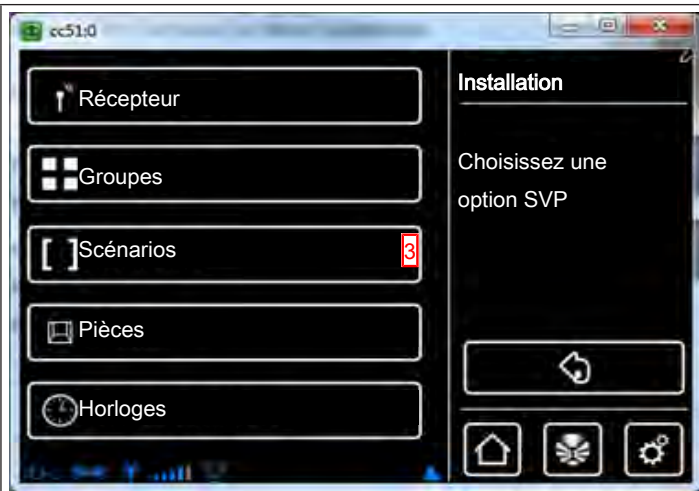 cc51:0
Récepteur
Groupes
Scénarios
3
Pièces
Horloges
Installation
Choisissez une
option SVP